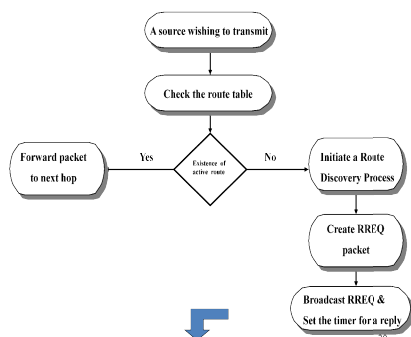 A source wishing to transmit
Check the route table
Existence of
active route
Yes
No
Forward packet
to next hop
Initiate a Route
Discovery Process
Create RREQ
packet
Broadcast RREQ &
Set the timer for a reply